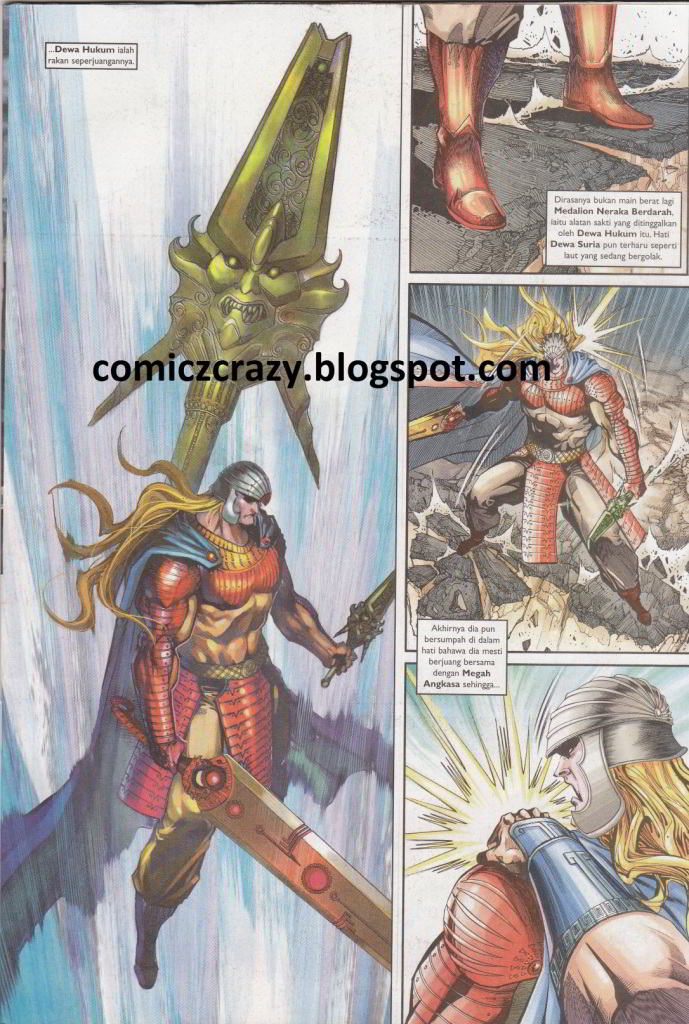 ...Dewa Hukum ialah
rakan seperjuangannya.
Dirasanya bukan main berat lagi
Medalion Neraka Berdarah,
iaitu alatan sakti yang ditinggalkan
oleh Dewa Hukum itu. Hati
Dewa Suria pun terharu seperti
laut yang sedang bergolak.
comiczcrazy.blogspot.com
Akhirnya dia pun
bersumpah di dalam
hati bahawa dia mesti
berjuang bersama
dengan Megah
Angkasa sehingga...